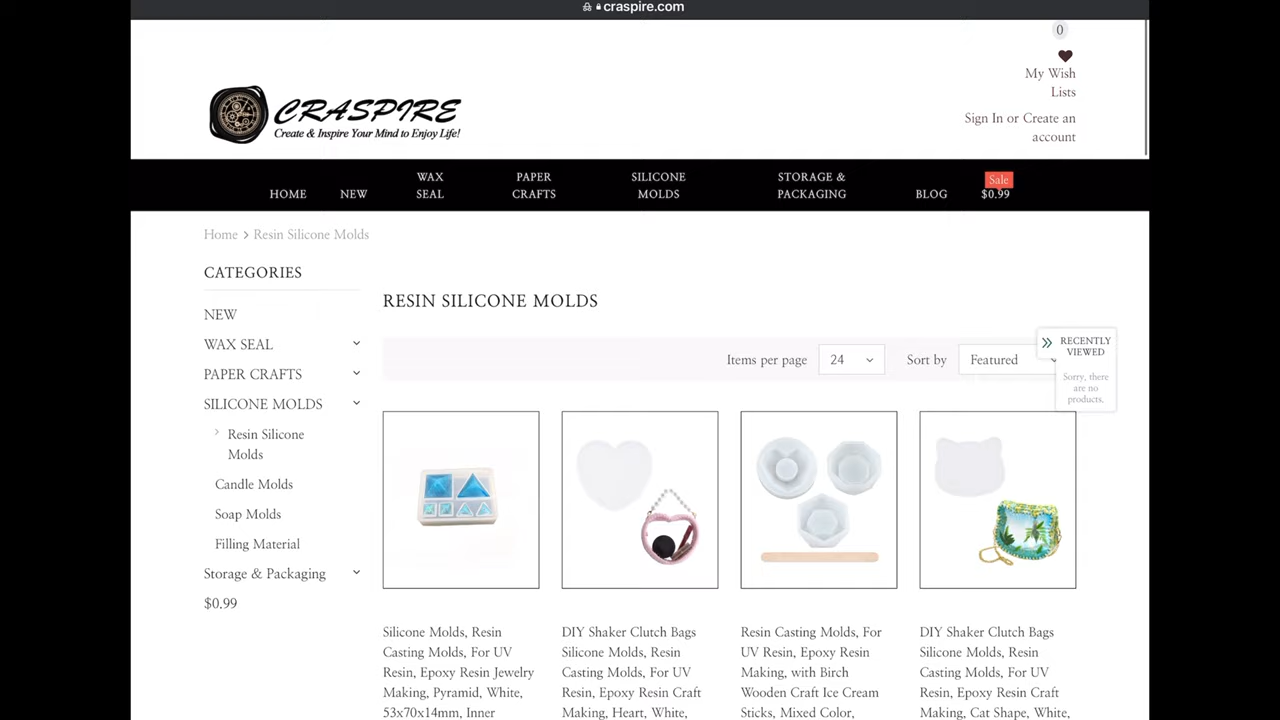 craspire.com
0
My Wish
Lists
CRASPIRE
Create & Inspire Your Mind to Enjoy Life!
Sign In or Create an
account
HOME
NEW
WAX
SEAL
PAPER
CRAFTS
SILICONE
MOLDS
STORAGE &
PACKAGING
BLOG
Sale
$0.99
Home > Resin Silicone Molds
CATEGORIES
NEW
WAX SEAL
PAPER CRAFTS
SILICONE MOLDS
Resin Silicone
Molds
Candle Molds
Soap Molds
Filling Material
Storage & Packaging
$0.99
RESIN SILICONE MOLDS
Items per page 24 Sort by Featured
RECENTLY
VIEWED
Sorry, there
are no
products.
Silicone Molds, Resin
Casting Molds, For UV
Resin, Epoxy Resin Jewelry
Making, Pyramid, White,
53x70x14mm, Inner
DIY Shaker Clutch Bags
Silicone Molds, Resin
Casting Molds, For UV
Resin, Epoxy Resin Craft
Making, Heart, White,
Resin Casting Molds, For
UV Resin, Epoxy Resin
Making, with Birch
Wooden Craft Ice Cream
Sticks, Mixed Color,
DIY Shaker Clutch Bags
Silicone Molds, Resin
Casting Molds, For UV
Resin, Epoxy Resin Craft
Making, Cat Shape, White,